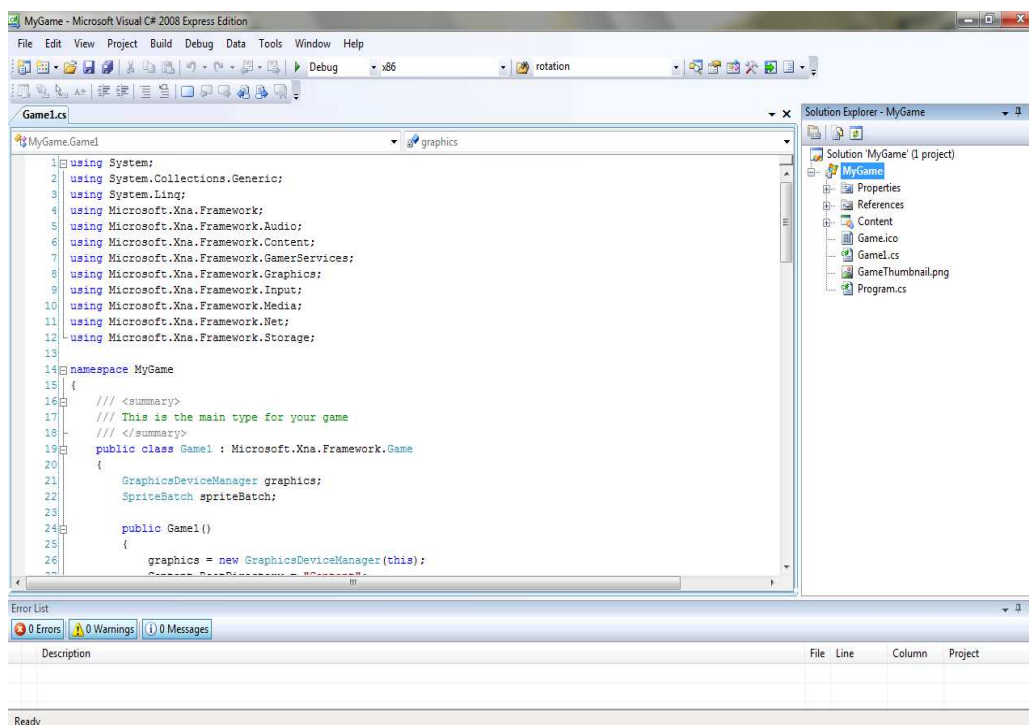 MyGame - Microsoft Visual C# 2008 Express Edition
File Edit View Project Build Debug Data Tools Window Help
Debug x86 rotation
Game1.cs
MyGame.Game1 graphics
1 using System;
2 using System.Collections.Generic;
3 using System.Linq;
4 using Microsoft.Xna.Framework;
5 using Microsoft.Xna.Framework.Audio;
6 using Microsoft.Xna.Framework.Content;
7 using Microsoft.Xna.Framework.GamerServices;
8 using Microsoft.Xna.Framework.Graphics;
9 using Microsoft.Xna.Framework.Input;
10 using Microsoft.Xna.Framework.Media;
11 using Microsoft.Xna.Framework.Net;
12 using Microsoft.Xna.Framework.Storage;
13
14 namespace MyGame
15 {
16 /// <summary>
17 /// This is the main type for your game
18 /// </summary>
19 public class Game1 : Microsoft.Xna.Framework.Game
20 {
21 GraphicsDeviceManager graphics;
22 SpriteBatch spriteBatch;
23
24 public Game1()
25 {
26 graphics = new GraphicsDeviceManager(this);
27 Content.RootDirectory = "Content";
Solution Explorer - MyGame
Solution 'MyGame' (1 project)
MyGame
Properties
References
Content
Game.ico
Game1.cs
GameThumbnail.png
Program.cs
Error List
0 Errors 0 Warnings 0 Messages
Description File Line Column Project
Ready